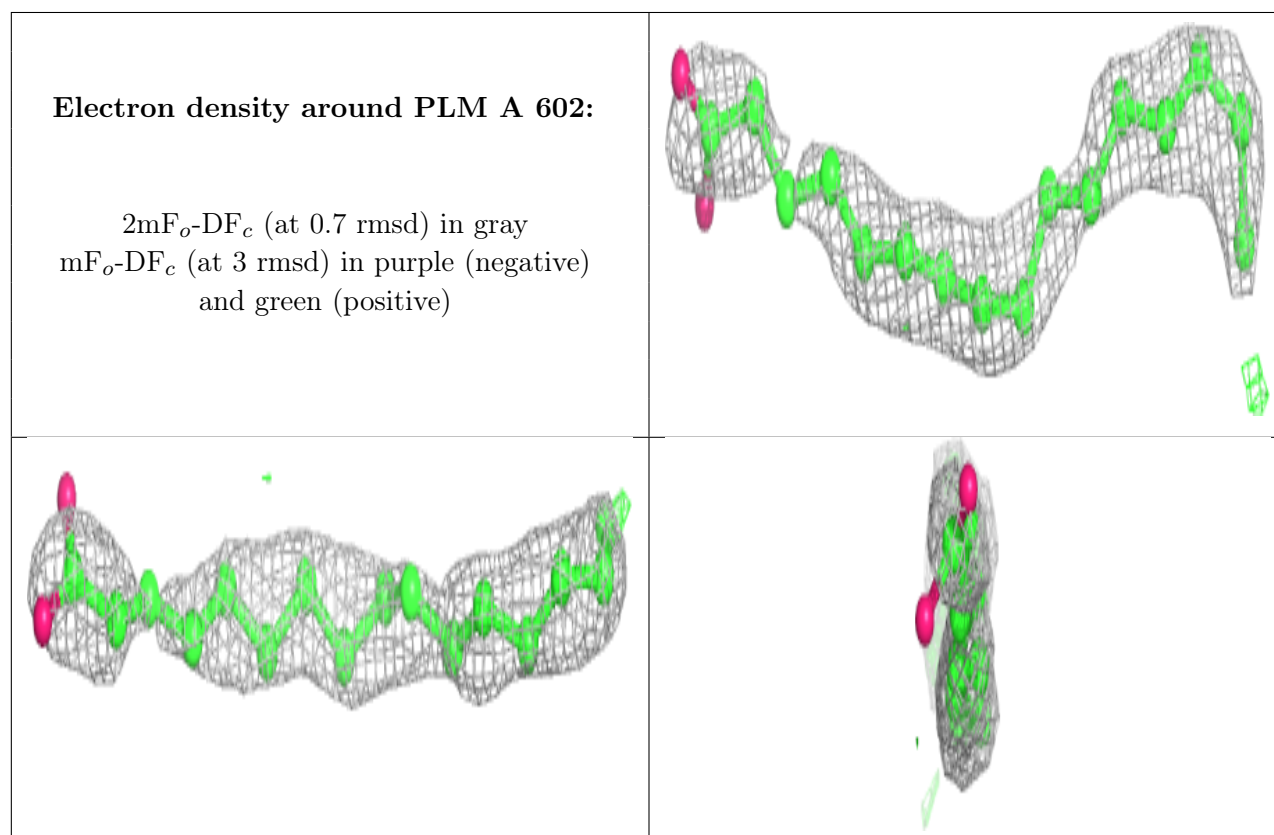 Electron density around PLM A 602:
2mFo-DFc (at 0.7 rmsd) in gray
mFo-DFc (at 3 rmsd) in purple (negative)
and green (positive)